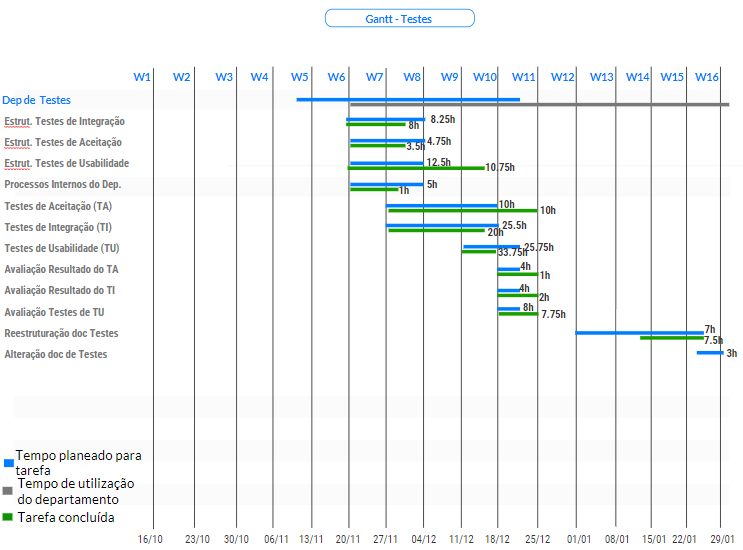 Gantt - Testes
W1 W2 W3 W4 W5 W6 W7 W8 W9 W10 W11 W12 W13 W14 W15 W16
Dep de Testes
Estrut. Testes de Integração 8.25h
8h
Estrut. Testes de Aceitação 4.75h
3.5h
Estrut. Testes de Usabilidade 12.5h
10.75h
Processos Internos do Dep. 5h
1h
Testes de Aceitação (TA) 10h
10h
Testes de Integração (TI) 25.5h
20h
Testes de Usabilidade (TU) 25.75h
33.75h
Avaliação Resultado do TA 4h
1h
Avaliação Resultado do TI 4h
2h
Avaliação Testes de TU 8h
7.75h
Reestruturação doc Testes 7h
7.5h
Alteração doc de Testes 3h
Tempo planeado para
tarefa
Tempo de utilização
do departamento
Tarefa concluída
16/10 23/10 30/10 06/11 13/11 20/11 27/11 04/12 11/12 18/12 25/12 01/01 08/01 15/01 22/01 29/01